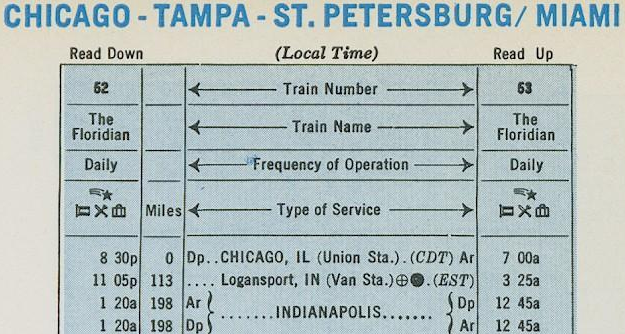 CHICAGO - TAMPA - ST. PETERSBURG/ MIAMI
Read Down (Local Time) Read Up
52 Train Number 53
The Floridian Train Name The Floridian
Daily Frequency of Operation Daily
Miles Type of Service
8 30p 0 Dp..CHICAGO, IL (Union Sta.).(CDT) Ar 7 00a
11 05p 113 .... Logansport, IN (Van Sta.)⊕●.(EST) 3 25a
1 20a 198 Ar .......INDIANAPOLIS....... Dp 12 45a
1 20a 198 Dp Ar 12 45a